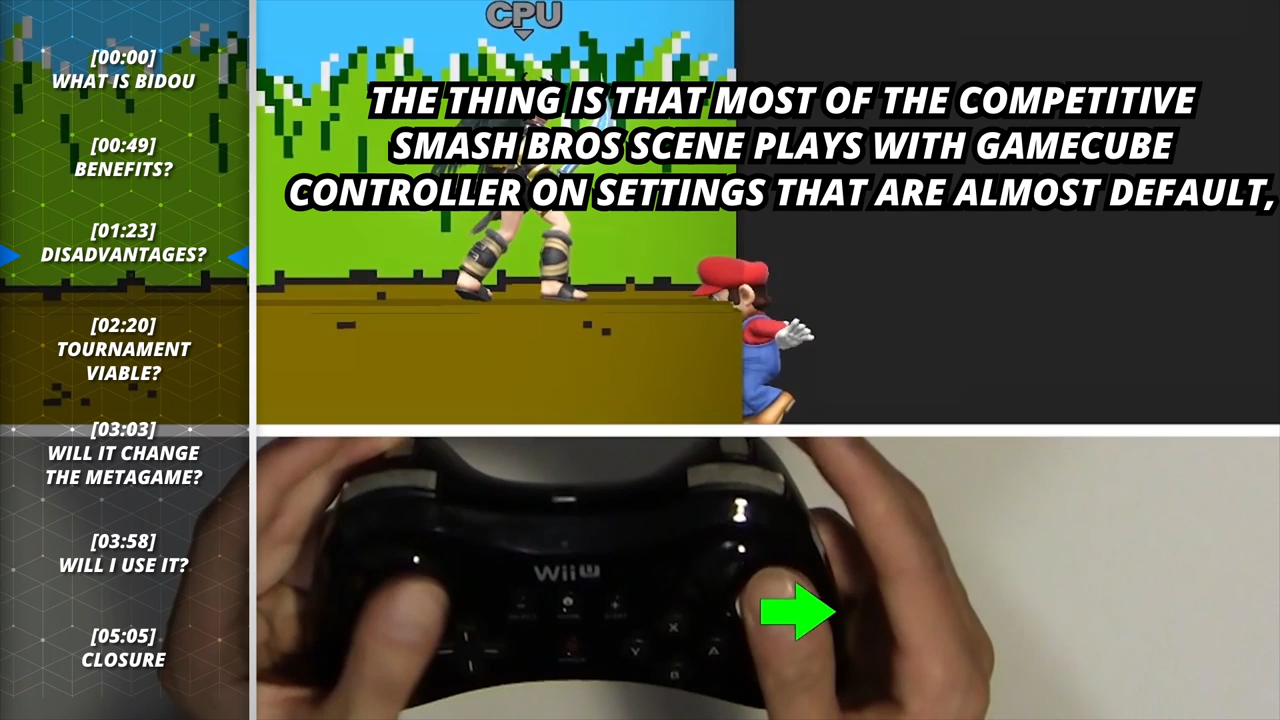 [00:00]
WHAT IS BIDOU
[00:49]
BENEFITS?
[01:23]
DISADVANTAGES?
[02:20]
TOURNAMENT
VIABLE?
[03:03]
WILL IT CHANGE
THE METAGAME?
[03:58]
WILL I USE IT?
[05:05]
CLOSURE
CPU
THE THING IS THAT MOST OF THE COMPETITIVE
SMASH BROS SCENE PLAYS WITH GAMECUBE
CONTROLLER ON SETTINGS THAT ARE ALMOST DEFAULT,
Wii U
X
Y
A
B